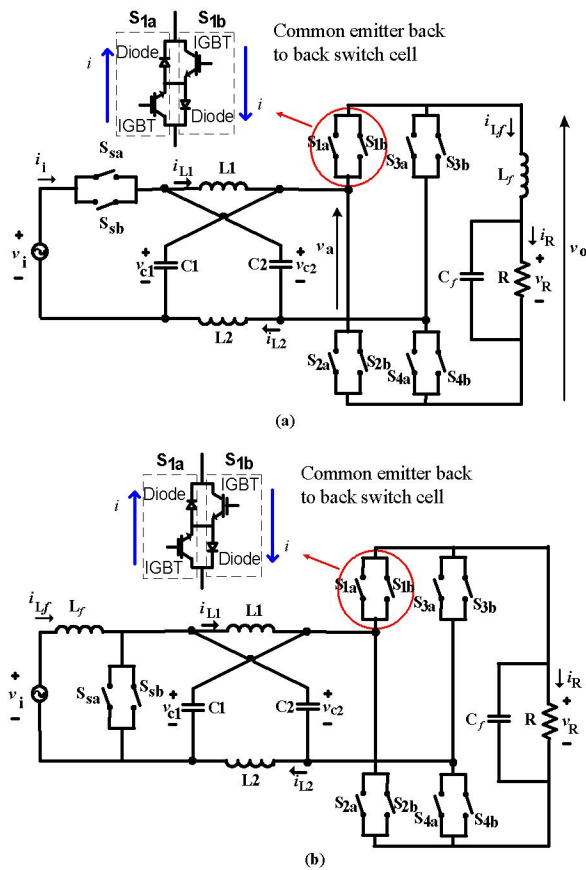 S1a S1b
Common emitter back
to back switch cell
Diode IGBT
i i
IGBT Diode
S1a S1b S3a S3b
iLf
Lf
ii Ssa iL1 L1
Ssb
+ vi -
+ vc1 - C1 C2 + vc2 -
va
Cf R iR + vR -
vo
L2 iL2
S2a S2b S4a S4b
(a)
S1a S1b
Common emitter back
to back switch cell
Diode IGBT
i i
IGBT Diode
S1a S1b S3a S3b
iLf Lf iL1 L1
Ssa Ssb
+ vi -
+ vc1 - C1 C2 + vc2 -
Cf R iR + vR -
L2 iL2
S2a S2b S4a S4b
(b)